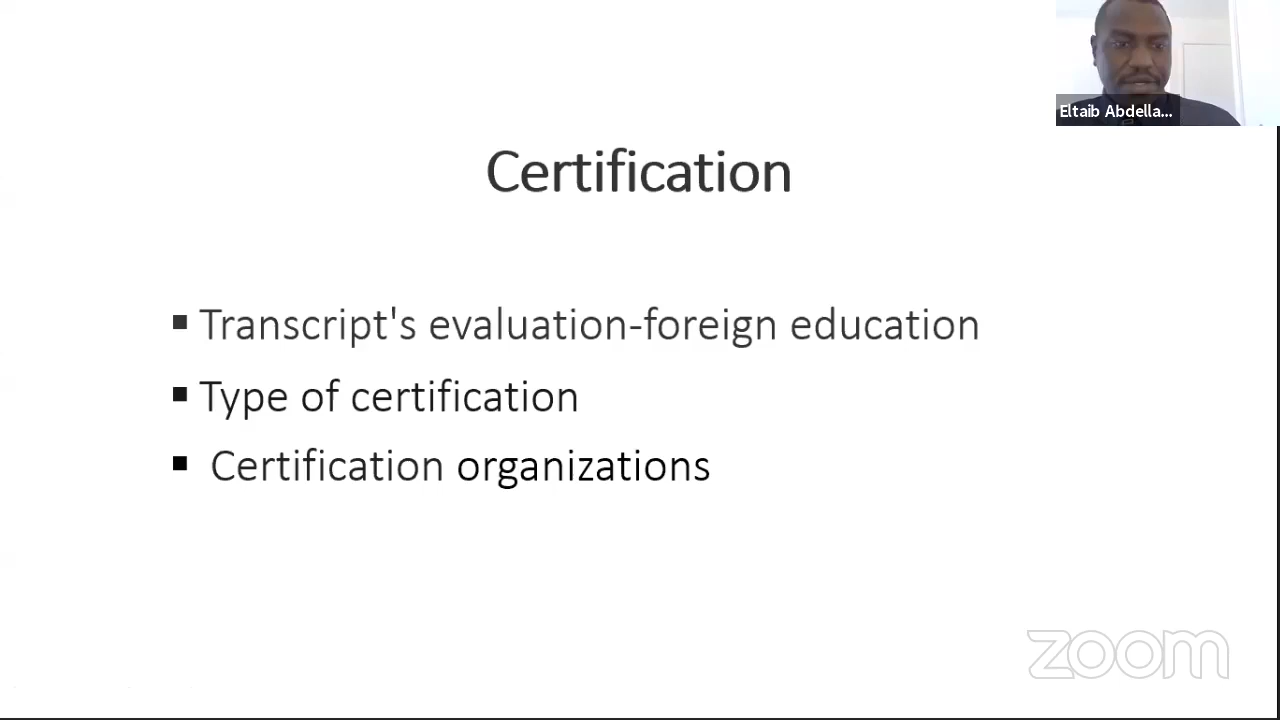 Eltaib Abdella...
Certification
▪ Transcript's evaluation-foreign education
▪ Type of certification
▪ Certification organizations
zoom